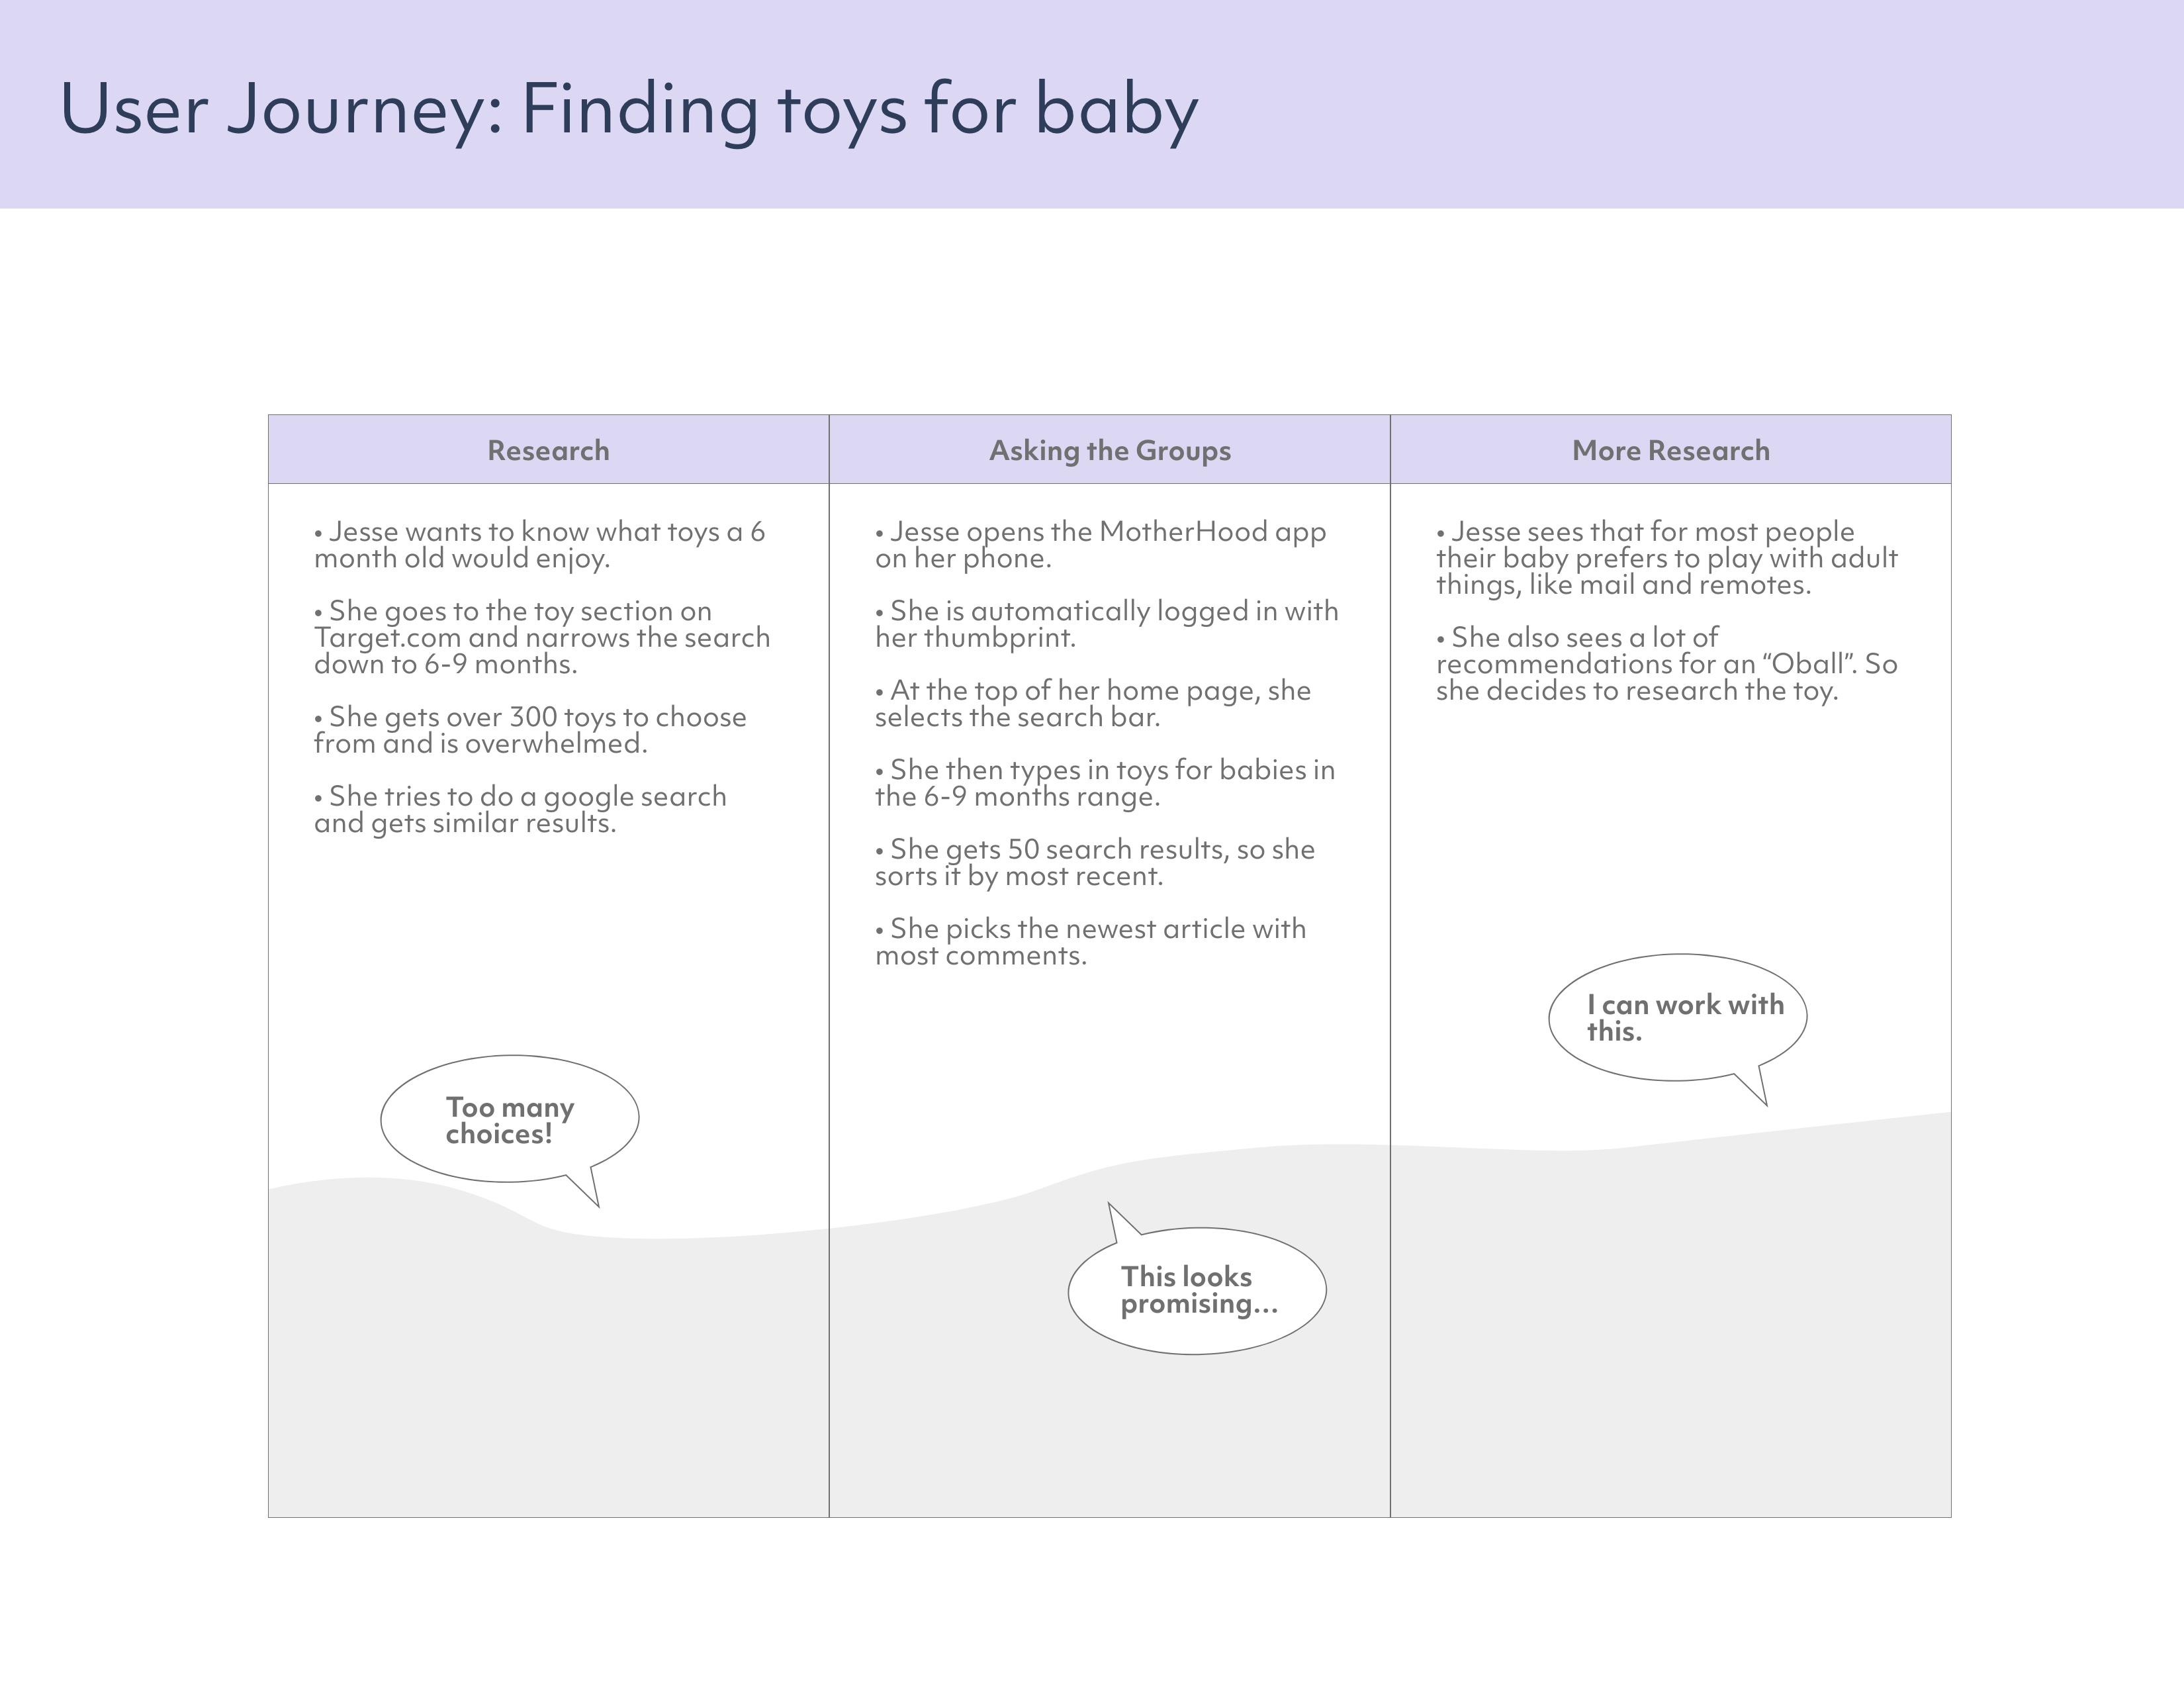 User Journey: Finding toys for baby
Research
• Jesse wants to know what toys a 6
month old would enjoy.
• She goes to the toy section on
Target.com and narrows the search
down to 6-9 months.
• She gets over 300 toys to choose
from and is overwhelmed.
• She tries to do a google search
and gets similar results.
Too many
choices!
Asking the Groups
• Jesse opens the MotherHood app
on her phone.
• She is automatically logged in with
her thumbprint.
• At the top of her home page, she
selects the search bar.
• She then types in toys for babies in
the 6-9 months range.
• She gets 50 search results, so she
sorts it by most recent.
• She picks the newest article with
most comments.
This looks
promising...
More Research
• Jesse sees that for most people
their baby prefers to play with adult
things, like mail and remotes.
• She also sees a lot of
recommendations for an “Oball”. So
she decides to research the toy.
I can work with
this.